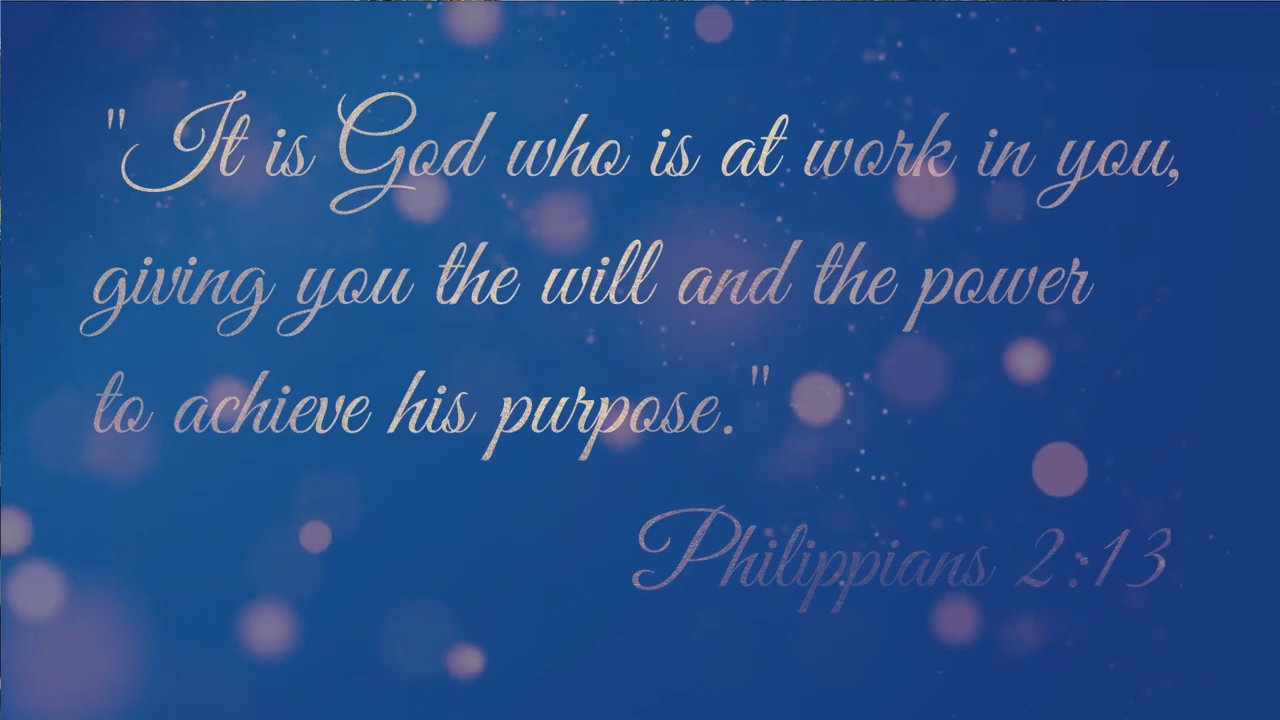 "It is God who is at work in you,
giving you the will and the power
to achieve his purpose."
Philippians 2:13